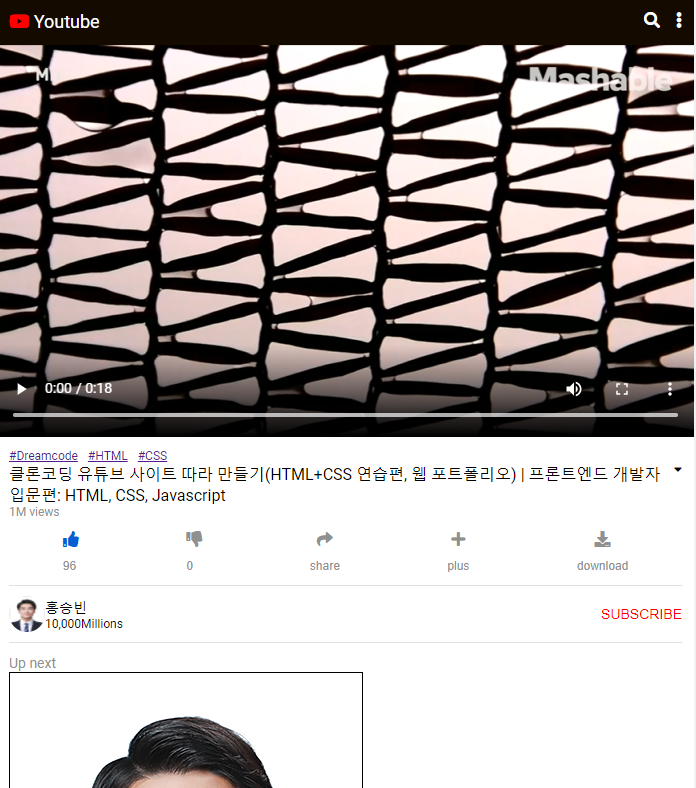 Youtube
M
Mashable
0:00 / 0:18
#Dreamcode #HTML #CSS
클론코딩 유튜브 사이트 따라 만들기(HTML+CSS 연습편, 웹 포트폴리오) | 프론트엔드 개발자
입문편: HTML, CSS, Javascript
1M views
96 0 share plus download
홍승빈
10,000Millions
SUBSCRIBE
Up next